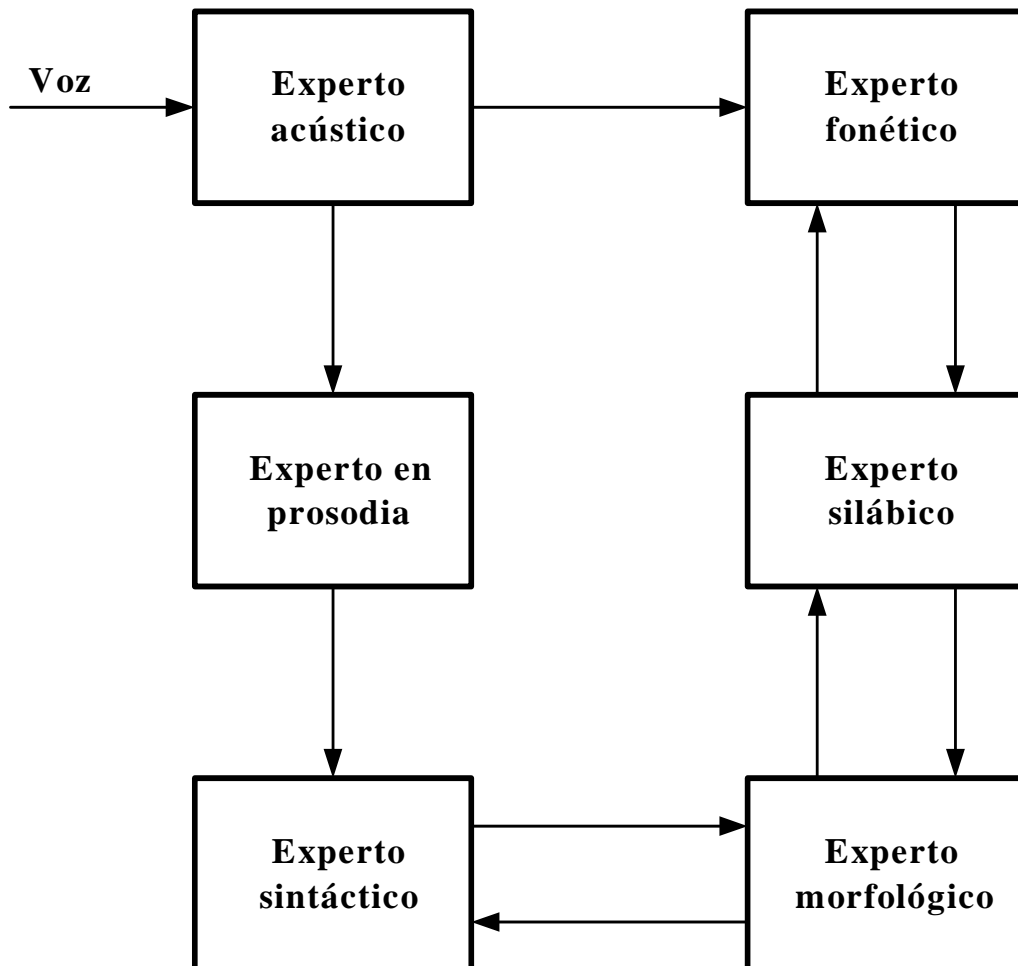 Voz
Experto
acústico
Experto
fonético
Experto en
prosodia
Experto
silábico
Experto
sintáctico
Experto
morfológico